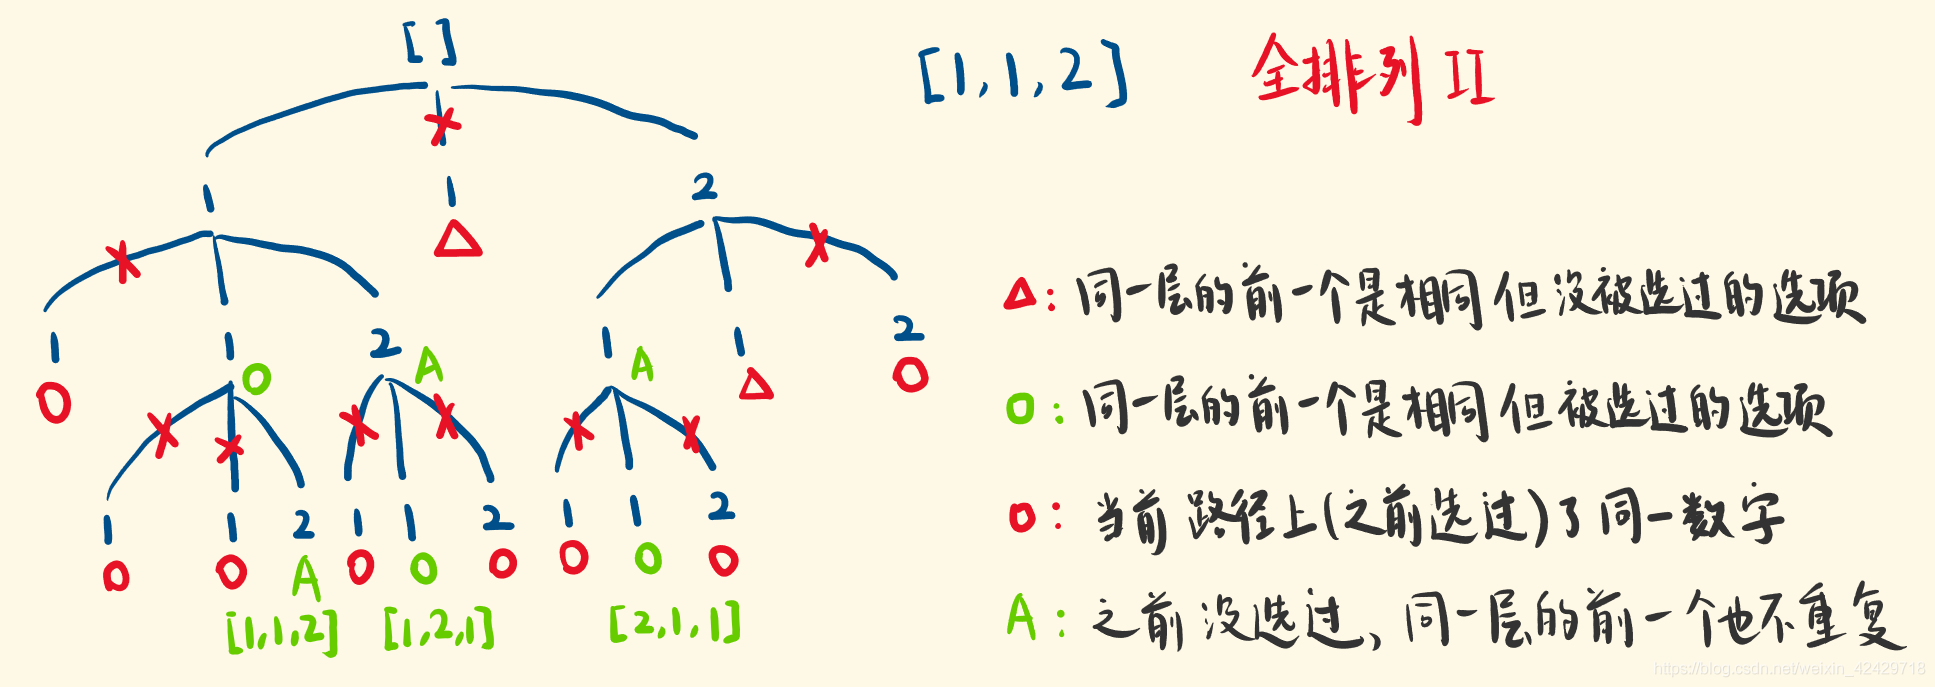 [] [1,1,2] 全排列 II
1 1 2
△
1 1 2 1 1 2
O O A A △ O
△: 同一层的前一个是相同但没被选过的选项
O: 同一层的前一个是相同但被选过的选项
1 1 2 1 1 2 1 1 2
O O A O O O O O O
O: 当前路径上(之前选过)了同一数字
[1,1,2] [1,2,1] [2,1,1]
A: 之前没选过,同一层的前一个也不重复
https://blog.csdn.net/weixin_42429718